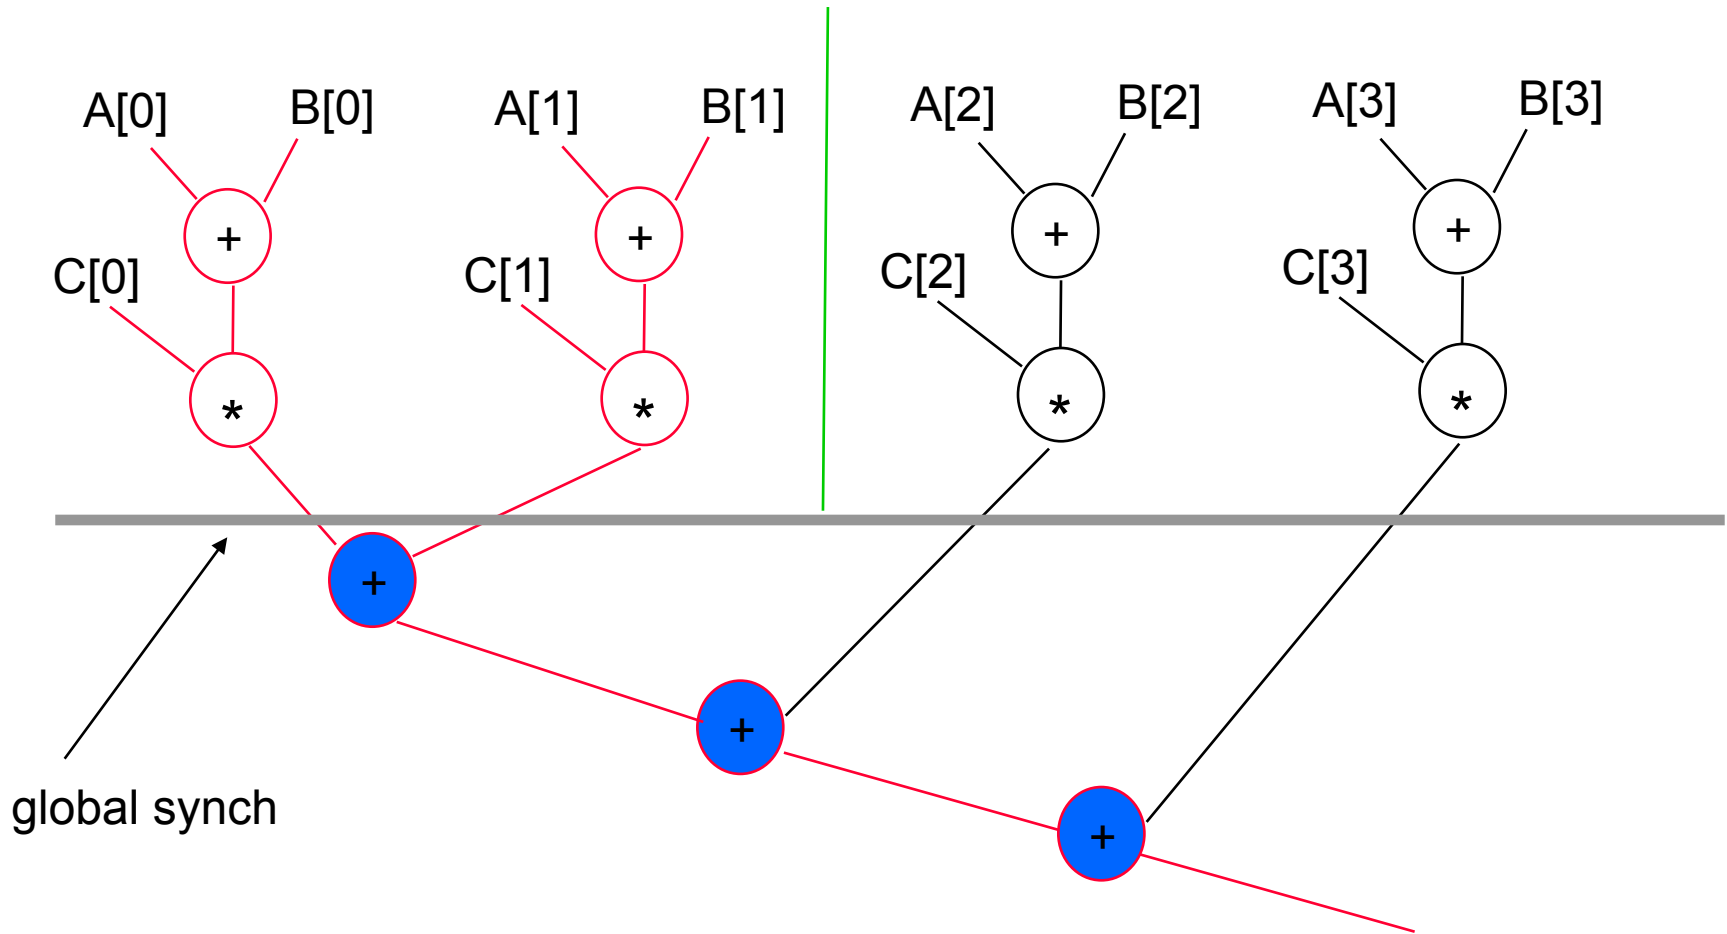 A[0] B[0] A[1] B[1] A[2] B[2] A[3] B[3]
+ + + +
C[0] C[1] C[2] C[3]
* * * *
+
+
global synch
+